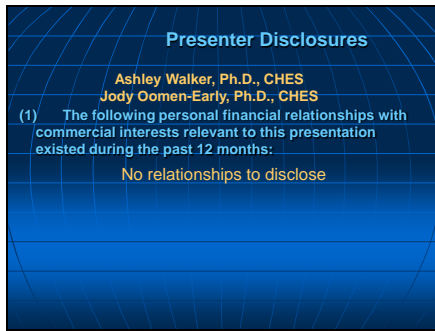 Presenter Disclosures
Ashley Walker, Ph.D., CHES
Jody Oomen-Early, Ph.D., CHES
(1) The following personal financial relationships with
commercial interests relevant to this presentation
existed during the past 12 months:
No relationships to disclose